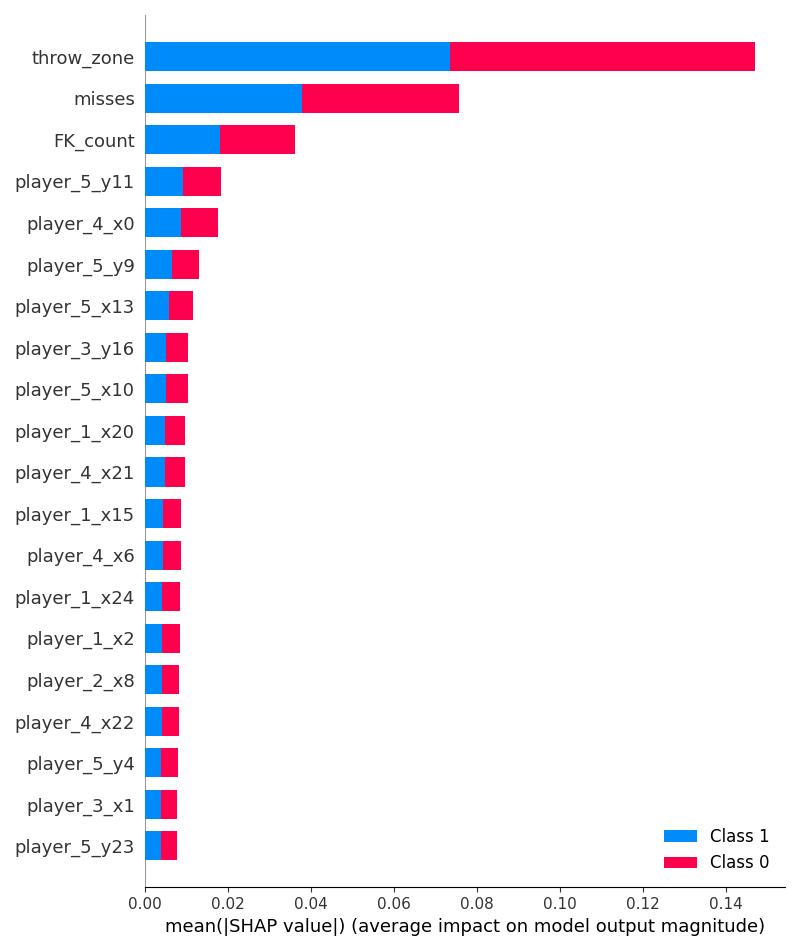 throw_zone
misses
FK_count
player_5_y11
player_4_x0
player_5_y9
player_5_x13
player_3_y16
player_5_x10
player_1_x20
player_4_x21
player_1_x15
player_4_x6
player_1_x24
player_1_x2
player_2_x8
player_4_x22
player_5_y4
player_3_x1
player_5_y23
Class 1
Class 0
0.00 0.02 0.04 0.06 0.08 0.10 0.12 0.14
mean(|SHAP value|) (average impact on model output magnitude)